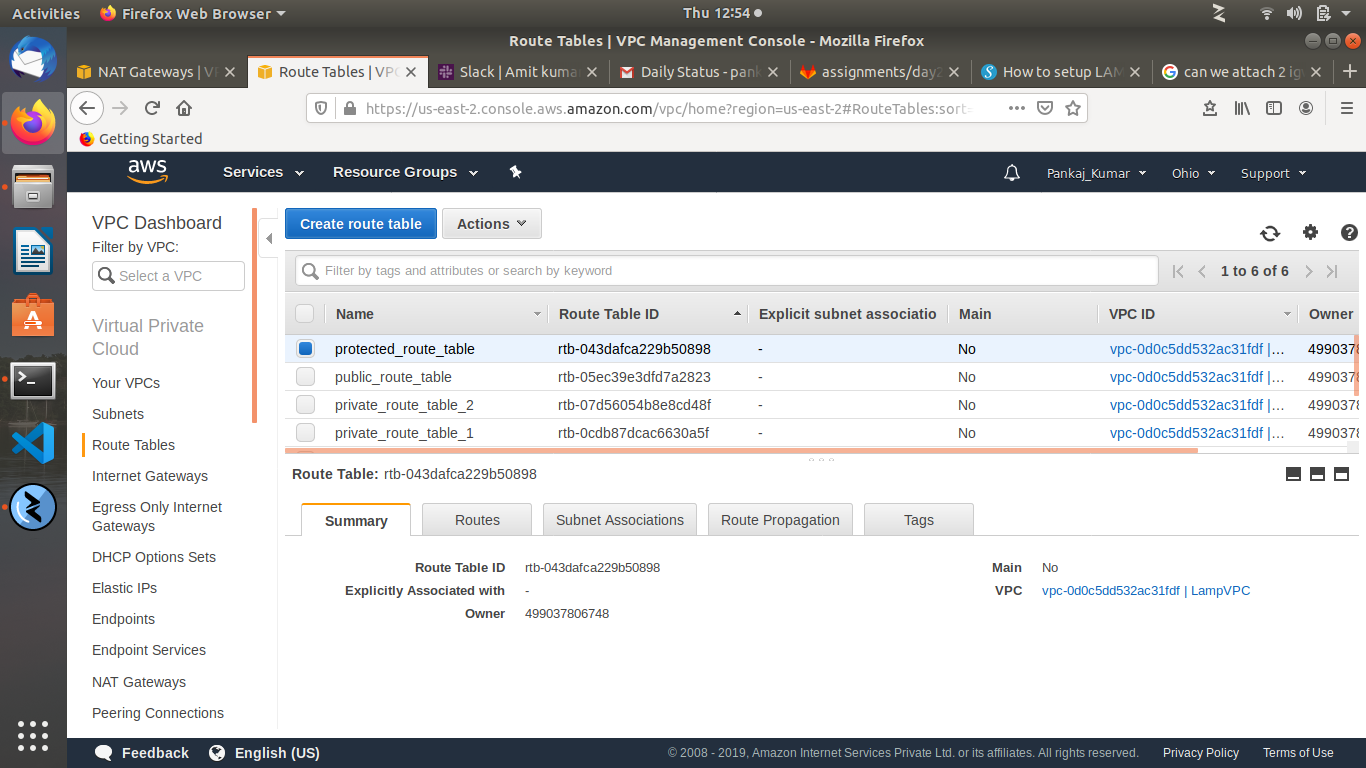 Activities Firefox Web Browser Thu 12:54
Route Tables | VPC Management Console - Mozilla Firefox
NAT Gateways | VP Route Tables | VPC Slack | Amit kuma Daily Status - pank assignments/day2 How to setup LAM can we attach 2 ig
https://us-east-2.console.aws.amazon.com/vpc/home?region=us-east-2#RouteTables:sort=
Getting Started
aws Services Resource Groups Pankaj_Kumar Ohio Support
VPC Dashboard
Filter by VPC:
Select a VPC
Virtual Private
Cloud
Your VPCs
Subnets
Route Tables
Internet Gateways
Egress Only Internet
Gateways
DHCP Options Sets
Elastic IPs
Endpoints
Endpoint Services
NAT Gateways
Peering Connections
Create route table Actions
Filter by tags and attributes or search by keyword 1 to 6 of 6
Name Route Table ID Explicit subnet associatio Main VPC ID Owner
protected_route_table rtb-043dafca229b50898 - No vpc-0d0c5dd532ac31fdf |... 4990378
public_route_table rtb-05ec39e3dfd7a2823 - No vpc-0d0c5dd532ac31fdf |... 4990378
private_route_table_2 rtb-07d56054b8e8cd48f - No vpc-0d0c5dd532ac31fdf |... 4990378
private_route_table_1 rtb-0cdb87dcac6630a5f - No vpc-0d0c5dd532ac31fdf |... 4990378
Route Table: rtb-043dafca229b50898
Summary Routes Subnet Associations Route Propagation Tags
Route Table ID rtb-043dafca229b50898 Main No
Explicitly Associated with - VPC vpc-0d0c5dd532ac31fdf | LampVPC
Owner 499037806748
Feedback English (US) © 2008 - 2019, Amazon Internet Services Private Ltd. or its affiliates. All rights reserved. Privacy Policy Terms of Use